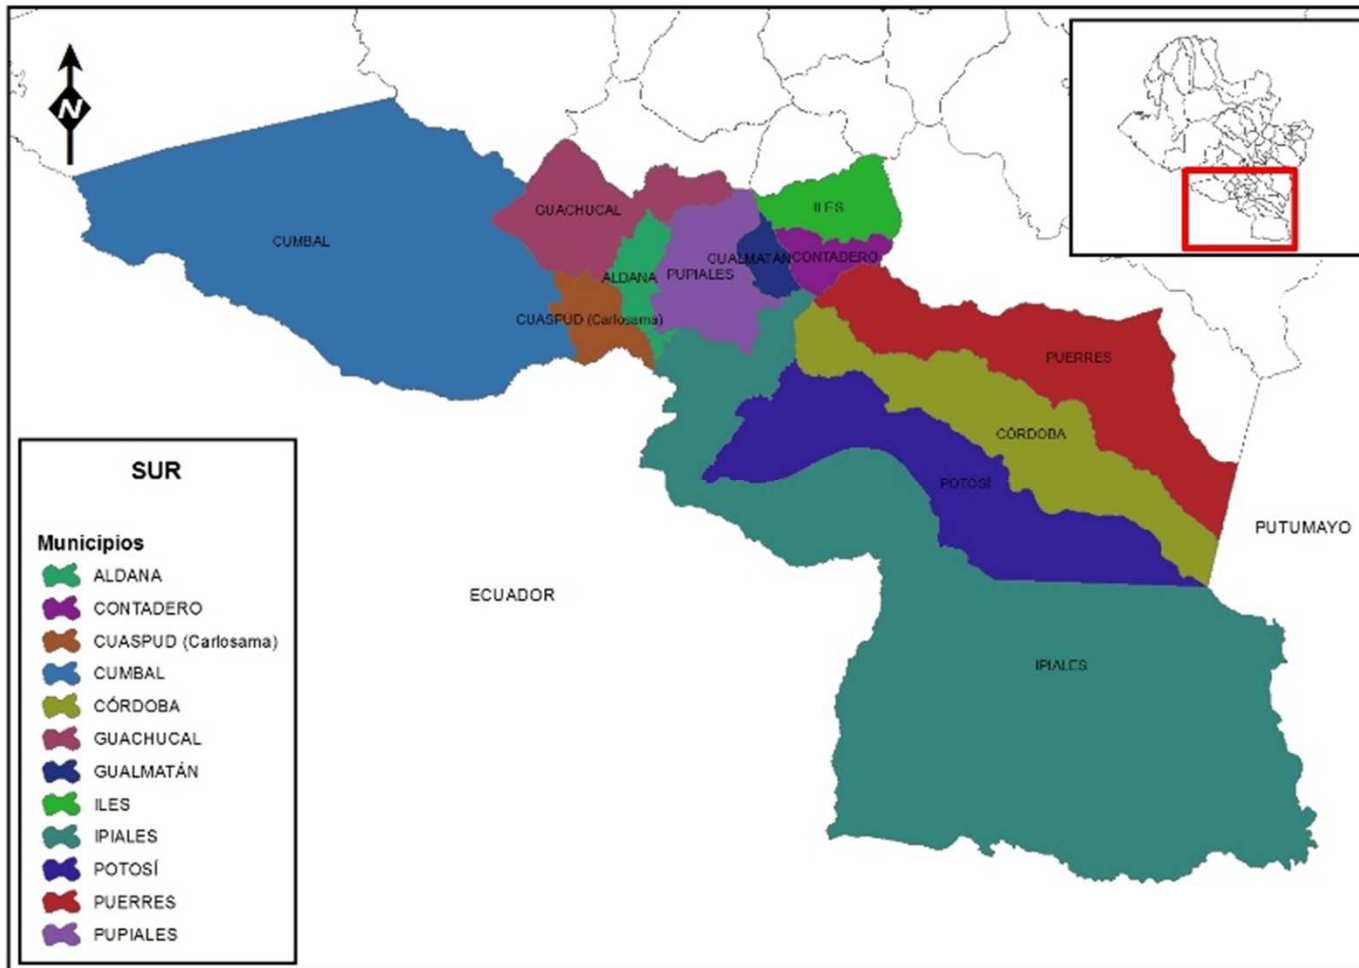 N
GUACHUCAL
ILES
CUMBAL
CONTADERO
GUALMATÁN
PUPIALES
ALDANA
CUASPUD (Carlosama)
PUERRES
CÓRDOBA
POTOSÍ
PUTUMAYO
ECUADOR
IPIALES
SUR
Municipios
ALDANA
CONTADERO
CUASPUD (Carlosama)
CUMBAL
CÓRDOBA
GUACHUCAL
GUALMATÁN
ILES
IPIALES
POTOSÍ
PUERRES
PUPIALES